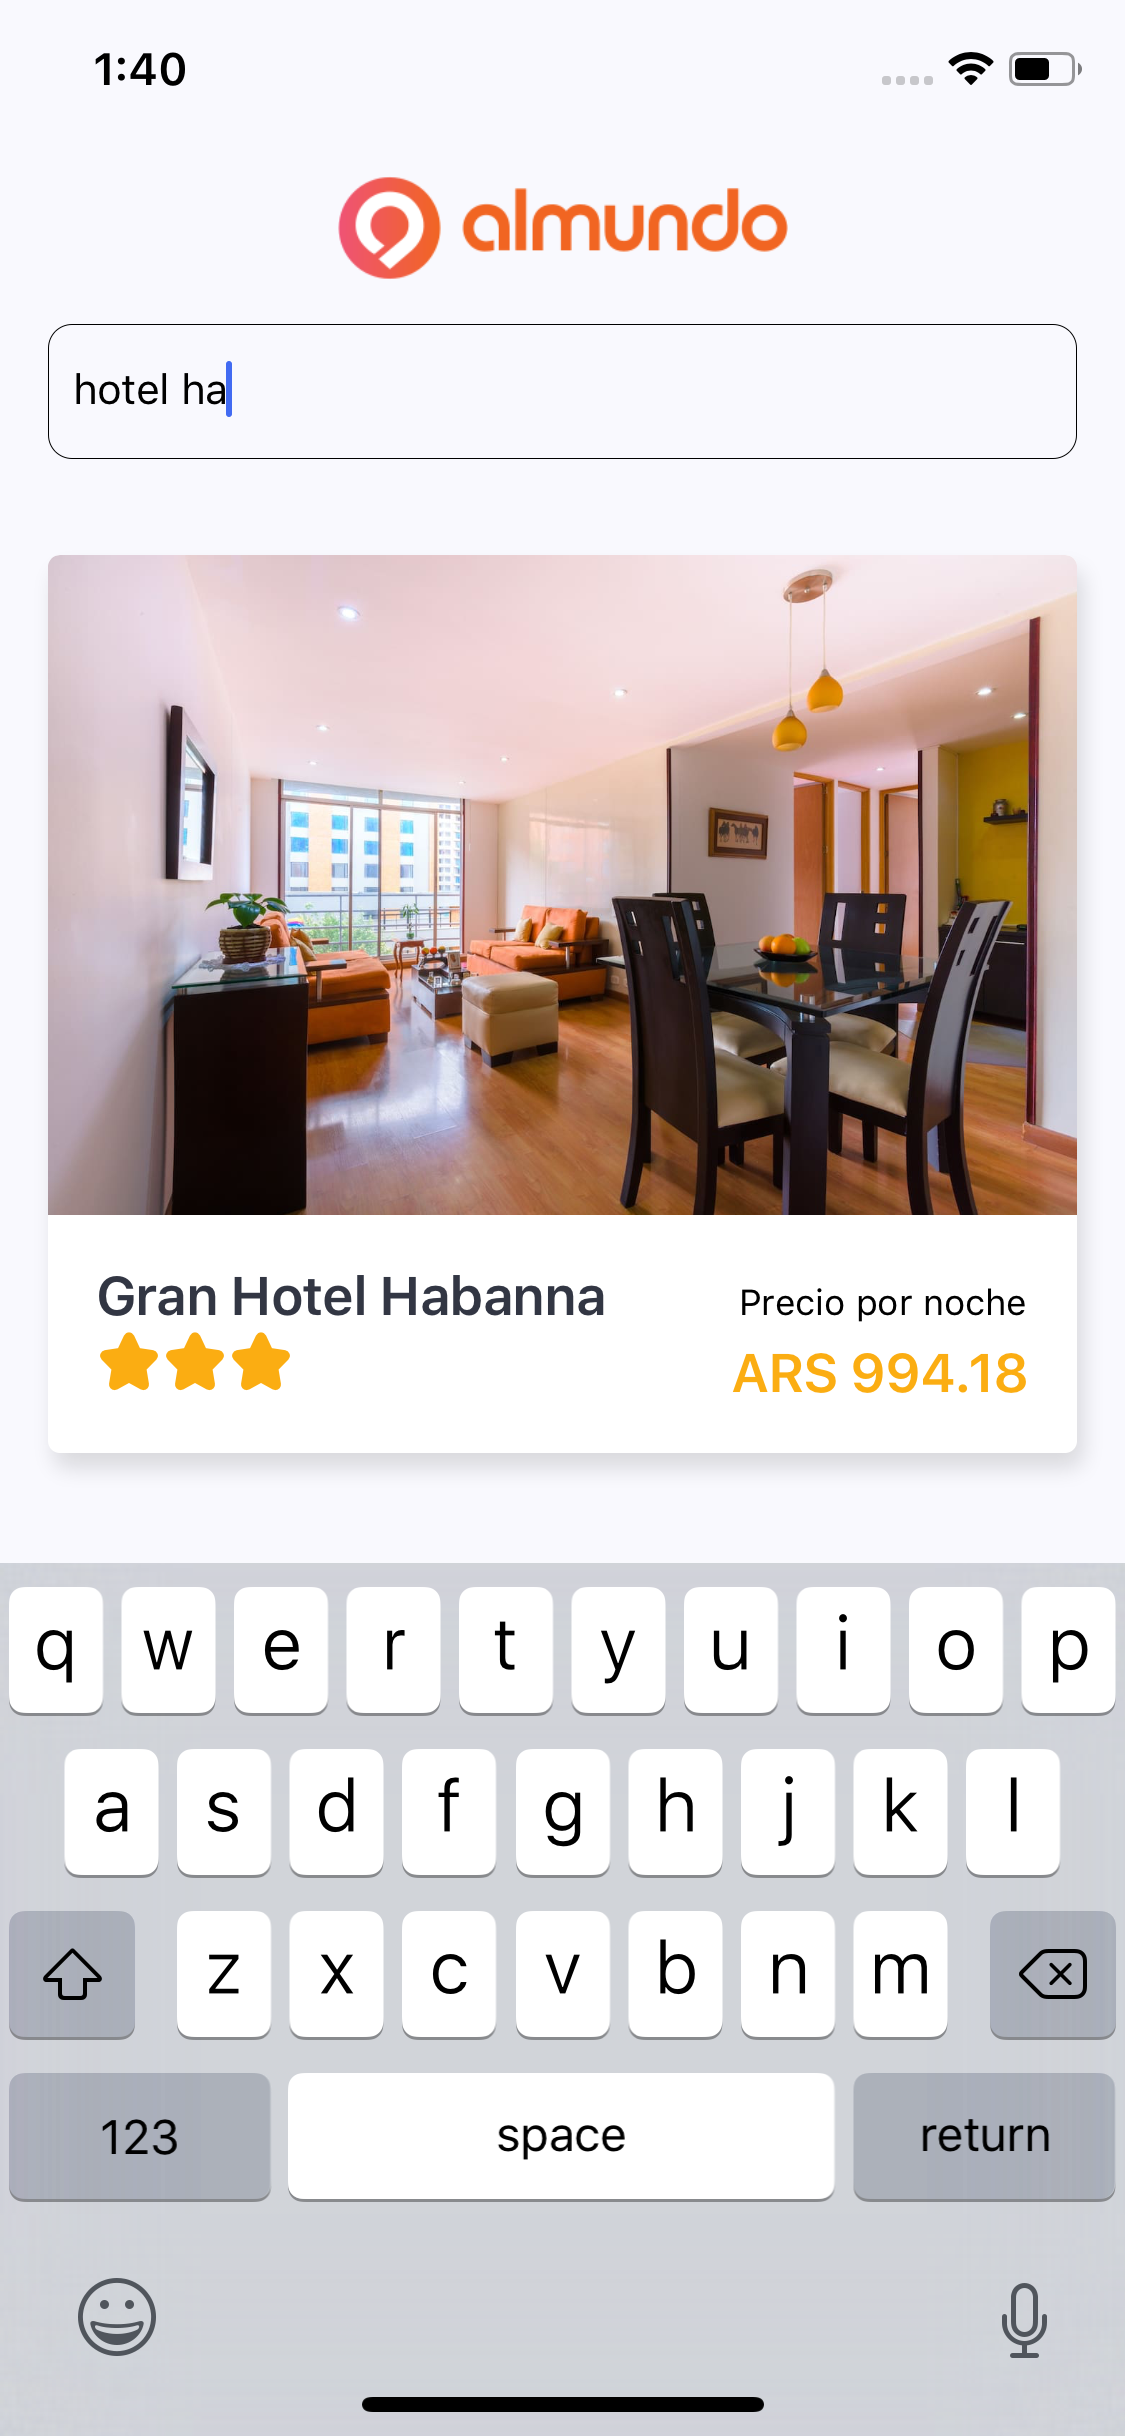 1:40
almundo
hotel ha
Gran Hotel Habanna
Precio por noche
ARS 994.18
q w e r t y u i o p
a s d f g h j k l
z x c v b n m
123 space return